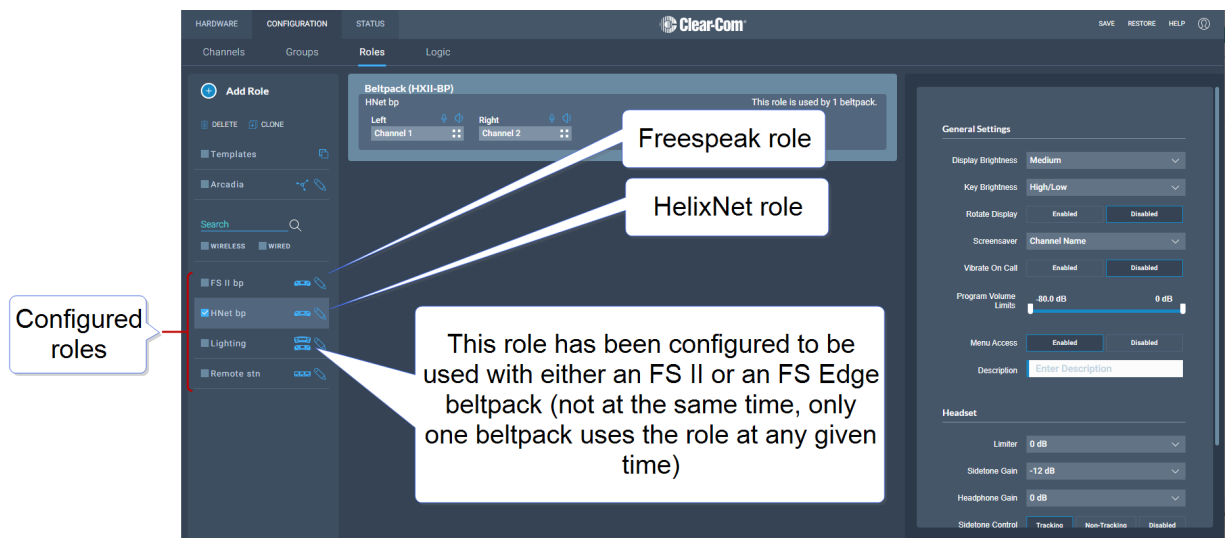 HARDWARE CONFIGURATION STATUS Clear-Com SAVE RESTORE HELP
Channels Groups Roles Logic
Add Role
DELETE CLONE
Templates
Arcadia
Search
WIRELESS WIRED
FS II bp
HNet bp
Lighting
Remote stn
Configured
roles
Beltpack (HXII-BP)
HNet bp This role is used by 1 beltpack.
Left Right
Channel 1 Channel 2
Freespeak role
HelixNet role
This role has been configured to be
used with either an FS II or an FS Edge
beltpack (not at the same time, only
one beltpack uses the role at any given
time)
General Settings
Display Brightness Medium
Key Brightness High/Low
Rotate Display Enabled Disabled
Screensaver Channel Name
Vibrate On Call Enabled Disabled
Program Volume
Limits -80.0 dB 0 dB
Menu Access Enabled Disabled
Description Enter Description
Headset
Limiter 0 dB
Sidetone Gain -12 dB
Headphone Gain 0 dB
Sidetone Control Tracking Non-Tracking Disabled